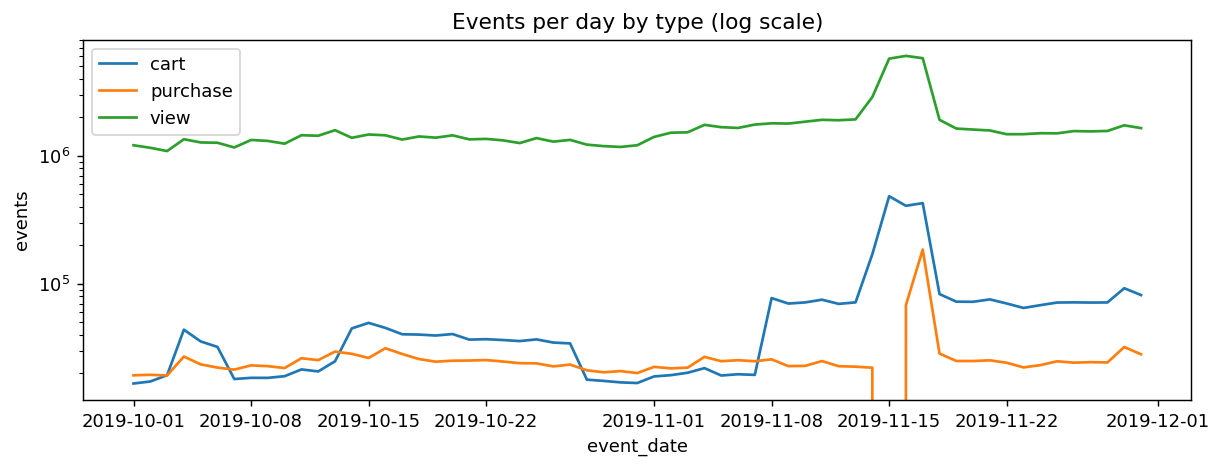 Events per day by type (log scale)
cart
purchase
view
10⁶
10⁵
events
2019-10-01 2019-10-08 2019-10-15 2019-10-22 2019-11-01 2019-11-08 2019-11-15 2019-11-22 2019-12-01
event_date